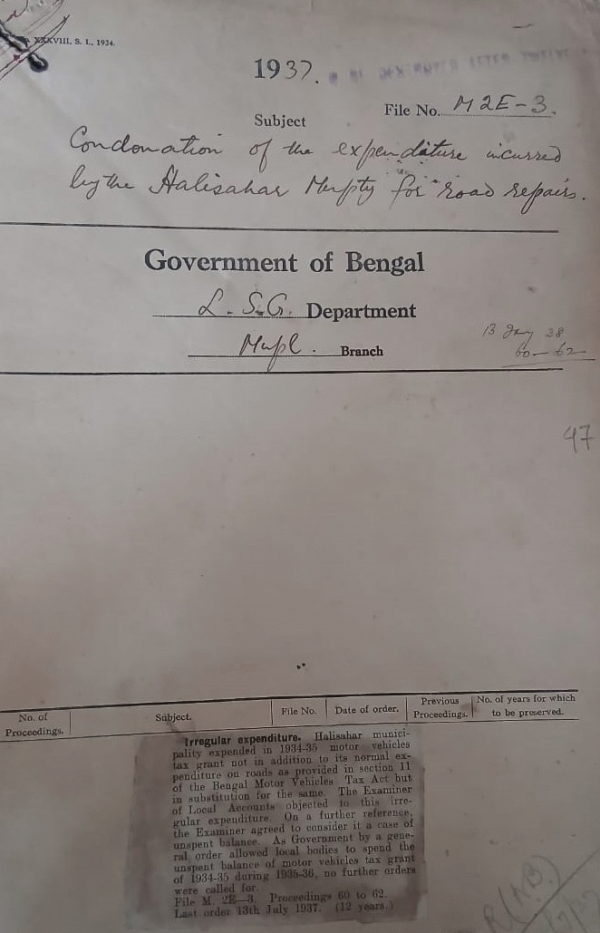 XXXVIII, S. I., 1924.
1937.
File No. M2E-3.
Subject
Condonation of the expenditure incurred
by the Halisahar Mupty for road repairs.
Government of Bengal
L. S. G. Department
Mupl. Branch
13 July 38
60-62
47
No. of Proceedings. Subject. File No. Date of order. Previous Proceedings. No. of years for which to be preserved.
Irregular expenditure. Halisahar munici-
pality expended in 1934-35 motor vehicles
tax grant not in addition to its normal ex-
penditure on roads as provided in section 11
of the Bengal Motor Vehicles Tax Act but
in substitution for the same. The Examiner
of Local Accounts objected to this irre-
gular expenditure. On a further reference,
the Examiner agreed to consider it a case of
unspent balance. As Government by a gene-
ral order allowed local bodies to spend the
unspent balance of motor vehicles tax grant
of 1934-35 during 1935-36, no further orders
were called for.
File M. 2E-3. Proceedings 60 to 62.
Last order 13th July 1937. (12 years.)